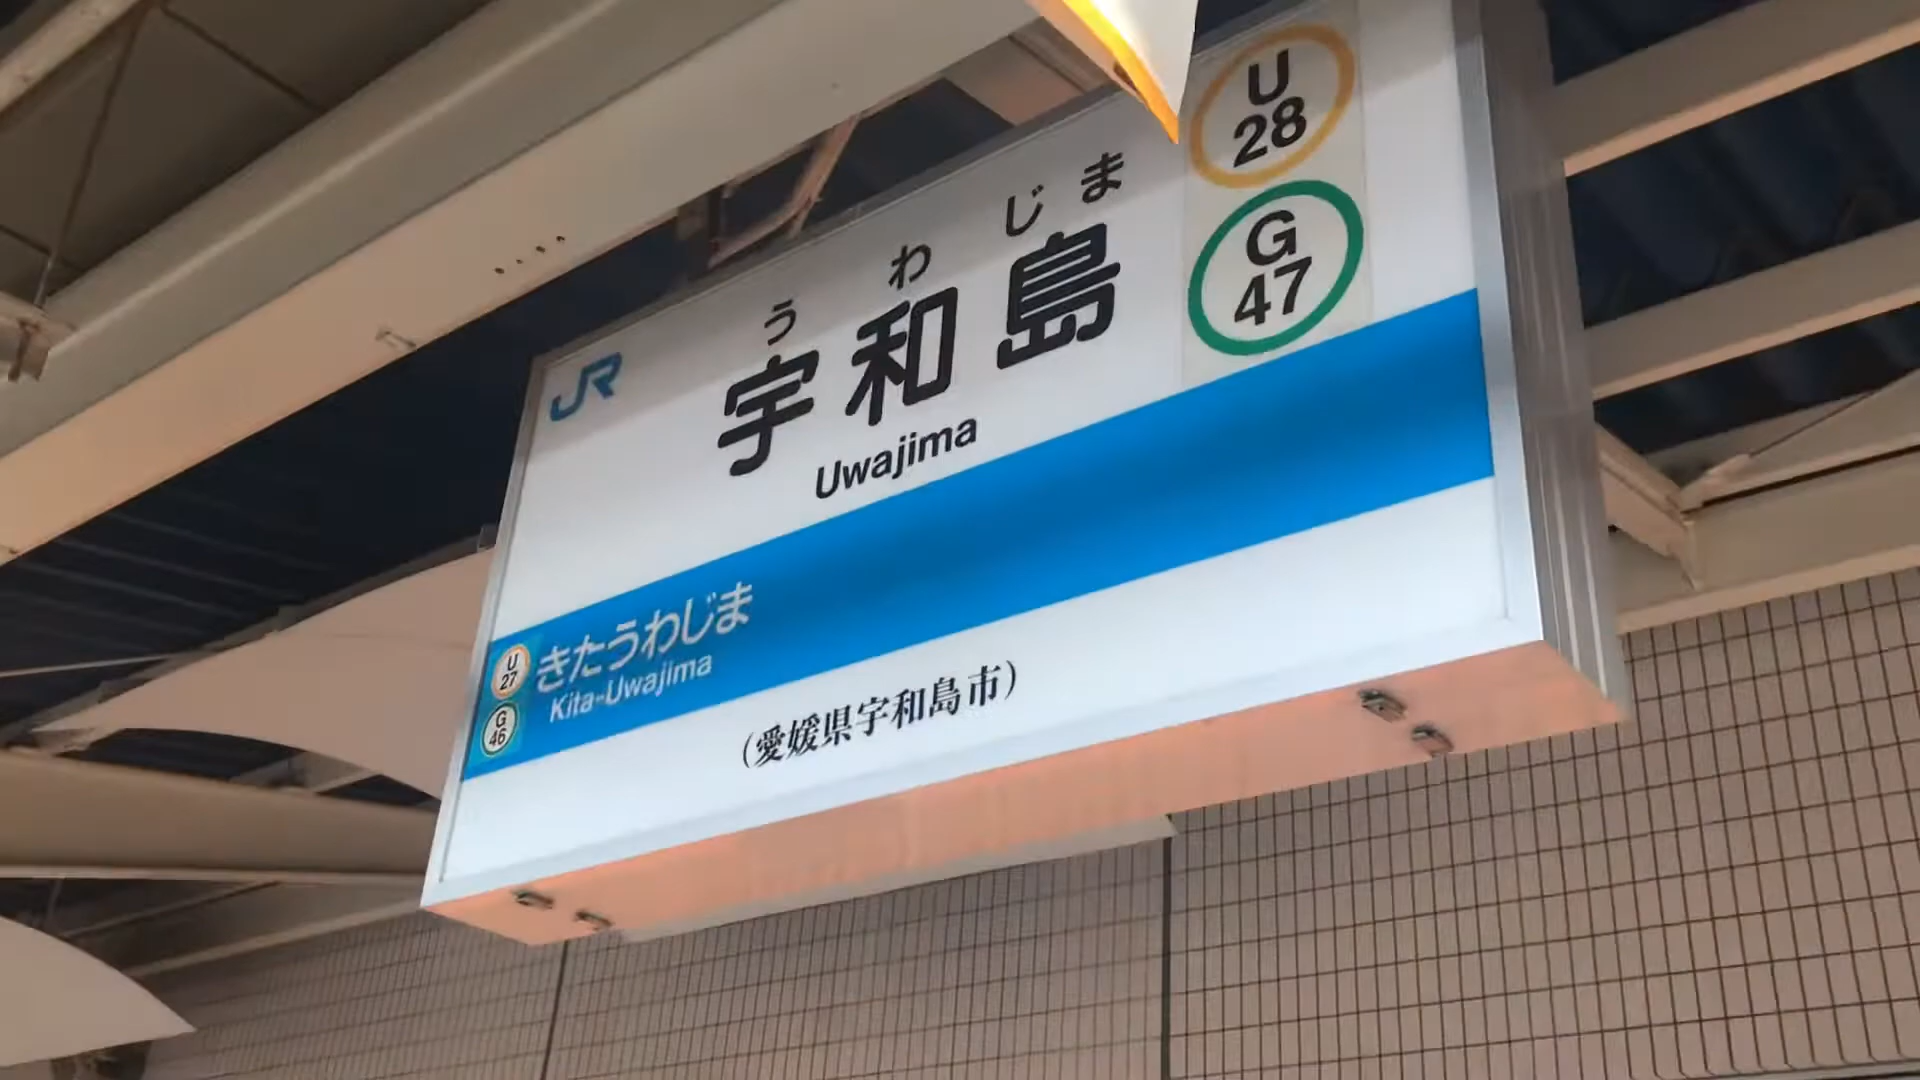 JR
うわじま
宇和島
Uwajima
U
28
G
47
U
27
G
46
きたうわじま
Kita-Uwajima
(愛媛県宇和島市)